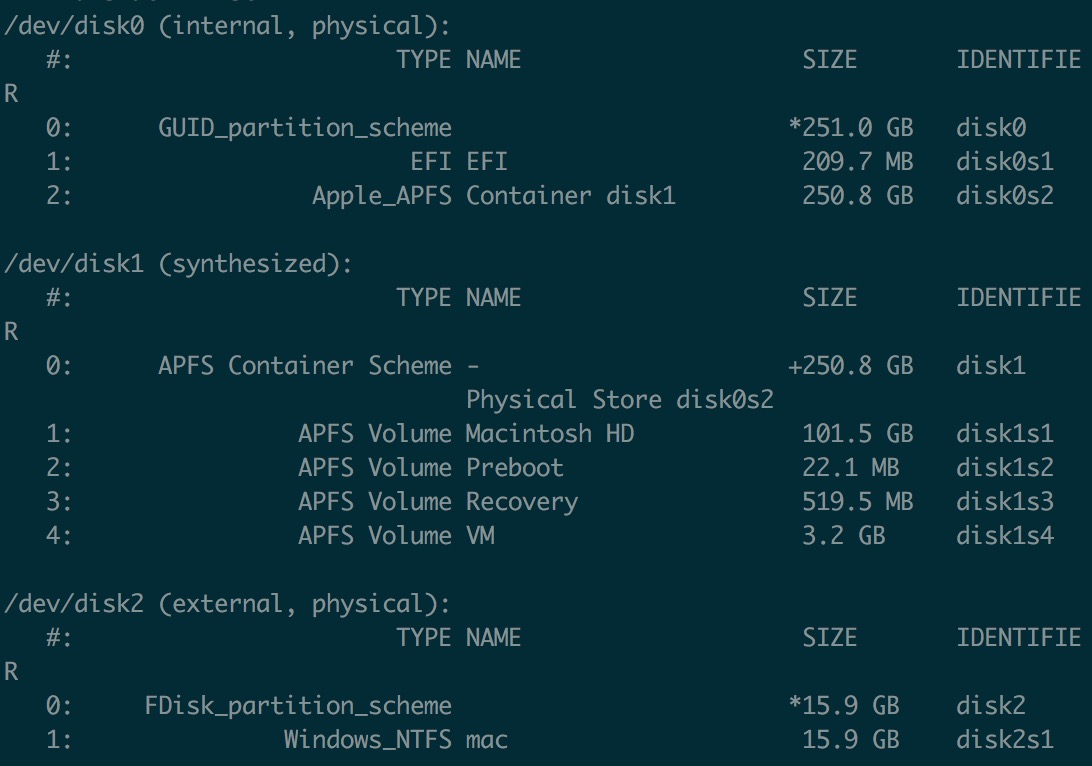 /dev/disk0 (internal, physical):
   #:                       TYPE NAME                    SIZE       IDENTIFIE
R
   0:      GUID_partition_scheme                        *251.0 GB   disk0
   1:                        EFI EFI                     209.7 MB   disk0s1
   2:                 Apple_APFS Container disk1         250.8 GB   disk0s2

/dev/disk1 (synthesized):
   #:                       TYPE NAME                    SIZE       IDENTIFIE
R
   0:      APFS Container Scheme -                      +250.8 GB   disk1
                                 Physical Store disk0s2
   1:                APFS Volume Macintosh HD            101.5 GB   disk1s1
   2:                APFS Volume Preboot                 22.1 MB    disk1s2
   3:                APFS Volume Recovery                519.5 MB   disk1s3
   4:                APFS Volume VM                      3.2 GB     disk1s4

/dev/disk2 (external, physical):
   #:                       TYPE NAME                    SIZE       IDENTIFIE
R
   0:     FDisk_partition_scheme                        *15.9 GB    disk2
   1:               Windows_NTFS mac                     15.9 GB    disk2s1